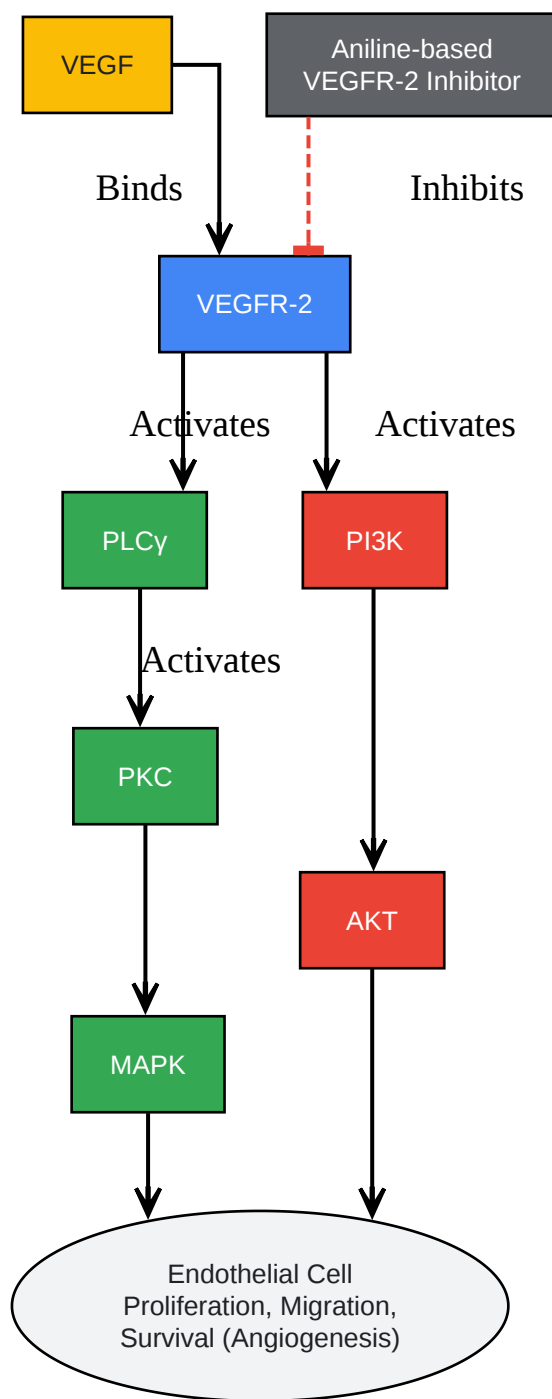 VEGF
Aniline-based
VEGFR-2 Inhibitor
Binds
Inhibits
VEGFR-2
Activates
Activates
PLCγ
PI3K
Activates
PKC
AKT
MAPK
Endothelial Cell
Proliferation, Migration,
Survival (Angiogenesis)